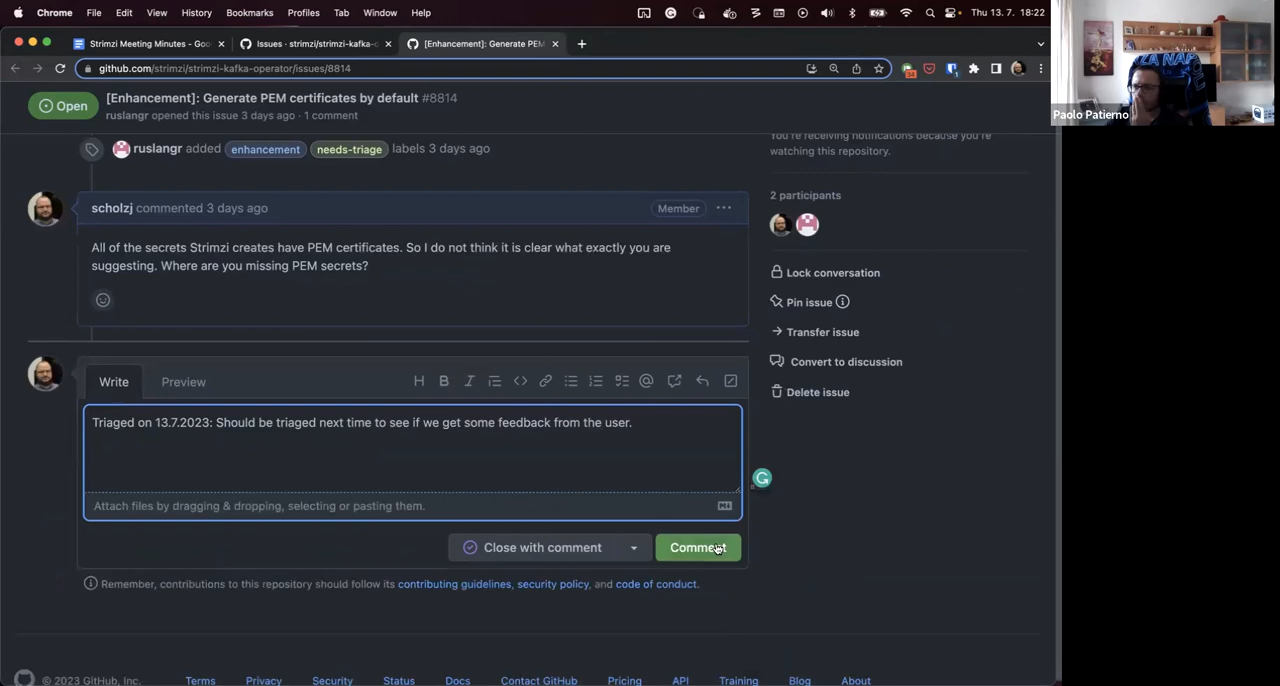 Chrome File Edit View History Bookmarks Profiles Tab Window Help Thu 13. 7. 18:22
Strimzi Meeting Minutes - Goo
Issues · strimzi/strimzi-kafka-o
[Enhancement]: Generate PEM
github.com/strimzi/strimzi-kafka-operator/issues/8814
Paolo Patierno
Open
[Enhancement]: Generate PEM certificates by default #8814
ruslangr opened this issue 3 days ago · 1 comment
You're receiving notifications because you're
watching this repository.
ruslangr added enhancement needs-triage labels 3 days ago
2 participants
scholzj commented 3 days ago
Member
All of the secrets Strimzi creates have PEM certificates. So I do not think it is clear what exactly you are
suggesting. Where are you missing PEM secrets?
Lock conversation
Pin issue
Transfer issue
Convert to discussion
Delete issue
Write Preview
Triaged on 13.7.2023: Should be triaged next time to see if we get some feedback from the user.
Attach files by dragging & dropping, selecting or pasting them.
Close with comment
Comment
Remember, contributions to this repository should follow its contributing guidelines, security policy, and code of conduct.
© 2023 GitHub, Inc. Terms Privacy Security Status Docs Contact GitHub Pricing API Training Blog About